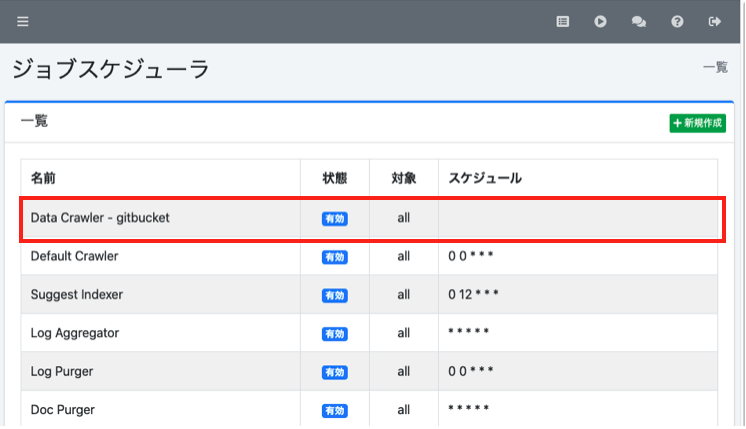 ジョブスケジューラ 一覧
一覧 + 新規作成
名前 状態 対象 スケジュール
Data Crawler - gitbucket 有効 all
Default Crawler 有効 all 0 0 * * *
Suggest Indexer 有効 all 0 12 * * *
Log Aggregator 有効 all * * * * *
Log Purger 有効 all 0 0 * * *
Doc Purger 有効 all * * * * *